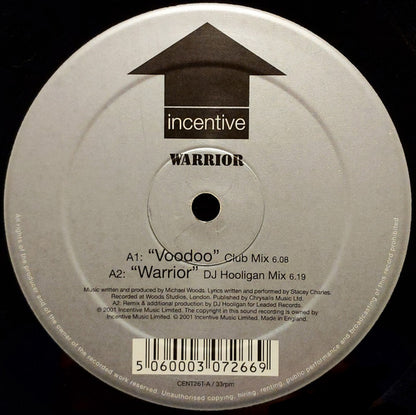 incentive
WARRIOR
A1: "Voodoo" Club Mix 6.08
A2: "Warrior" DJ Hooligan Mix 6.19
Music written and produced by Michael Woods. Lyrics written and performed by Stacey Charles.
Recorded at Woods Studios, London. Published by Chrysalis Music Ltd.
A2: Remix & additional production by DJ Hooligan for Leaded Records.
℗ 2001 Incentive Music Limited. The copyright in this sound recording is owned by
Incentive Music Limited. © 2001 Incentive Music Limited. Made in England.
5 060003 072669
CENT26T-A / 33rpm
All rights of the producer and of the owner of the recorded work reserved. Unauthorised copying, hiring, renting, public performance and broadcasting of this record prohibited.